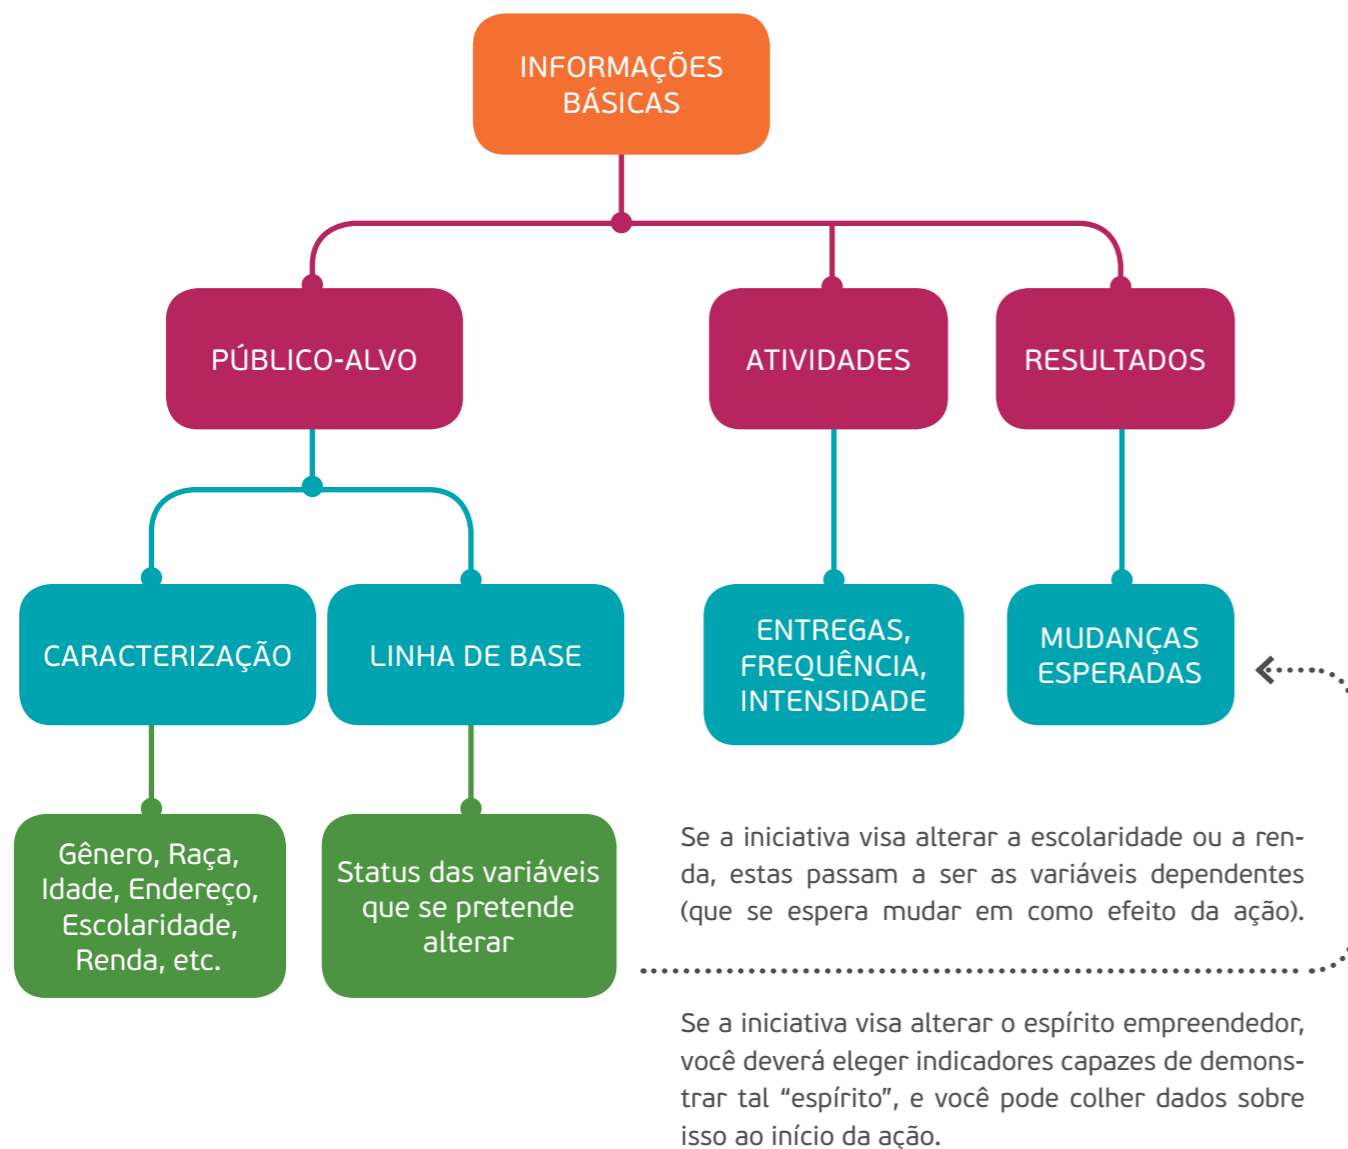 INFORMAÇÕES
BÁSICAS
PÚBLICO-ALVO
ATIVIDADES
RESULTADOS
CARACTERIZAÇÃO
LINHA DE BASE
ENTREGAS,
FREQUÊNCIA,
INTENSIDADE
MUDANÇAS
ESPERADAS
Gênero, Raça,
Idade, Endereço,
Escolaridade,
Renda, etc.
Status das variáveis
que se pretende
alterar
Se a iniciativa visa alterar a escolaridade ou a ren-
da, estas passam a ser as variáveis dependentes
(que se espera mudar em como efeito da ação).
Se a iniciativa visa alterar o espírito empreendedor,
você deverá eleger indicadores capazes de demons-
trar tal “espírito”, e você pode colher dados sobre
isso ao início da ação.